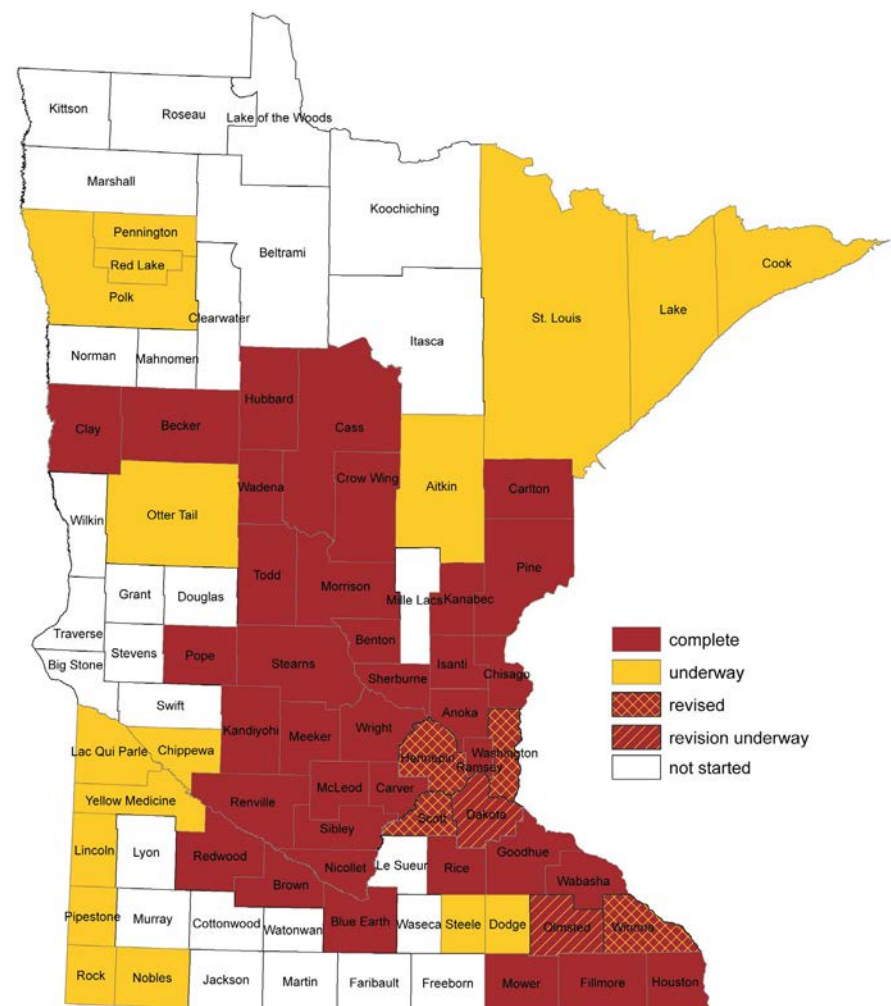 Kittson
Roseau
Lake of the Woods
Marshall
Koochiching
Pennington
Beltrami
Red Lake
Polk
Clearwater
St. Louis
Lake
Cook
Norman
Mahnomen
Itasca
Hubbard
Clay
Becker
Cass
Wadena
Crow Wing
Aitkin
Carlton
Otter Tail
Wilkin
Pine
Todd
Morrison
Grant
Douglas
Mille Lacs
Kanabec
Traverse
Stevens
Pope
Stearns
Benton
Isanti
Big Stone
Sherburne
Chisago
Swift
Anoka
Kandiyohi
Meeker
Wright
Lac Qui Parle
Chippewa
Hennepin
Washington
Ramsey
Yellow Medicine
Renville
McLeod
Carver
Scott
Dakota
Sibley
Lincoln
Lyon
Redwood
Nicollet
Le Sueur
Rice
Goodhue
Brown
Wabasha
Pipestone
Murray
Cottonwood
Watonwan
Blue Earth
Waseca
Steele
Dodge
Olmsted
Winona
Rock
Nobles
Jackson
Martin
Faribault
Freeborn
Mower
Fillmore
Houston
complete
underway
revised
revision underway
not started